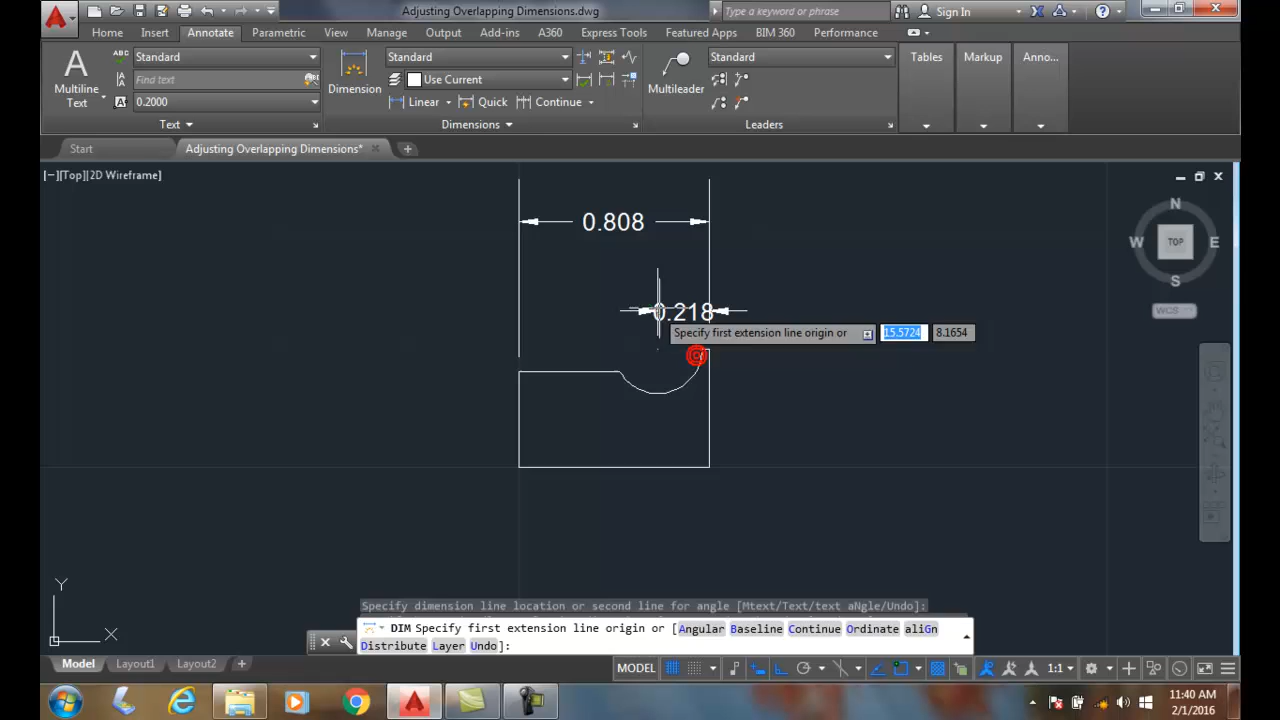 Adjusting Overlapping Dimensions.dwg
Type a keyword or phrase
Sign In
Home Insert Annotate Parametric View Manage Output Add-ins A360 Express Tools Featured Apps BIM 360 Performance
A Multiline Text
ABC Standard
Find text
0.2000
Text
Dimension
Standard
Use Current
Linear Quick Continue
Dimensions
Multileader
Standard
Leaders
Tables
Markup
Anno...
Start
Adjusting Overlapping Dimensions*
[−][Top][2D Wireframe]
N
W TOP E
S
WCS
0.808
0.218
Specify first extension line origin or 15.5724 8.1654
Y
X
Specify dimension line location or second line for angle [Mtext/Text/text aNgle/Undo]:
DIM Specify first extension line origin or [Angular Baseline Continue Ordinate aliGn
Distribute Layer Undo]:
Model Layout1 Layout2
MODEL
1:1
11:40 AM
2/1/2016